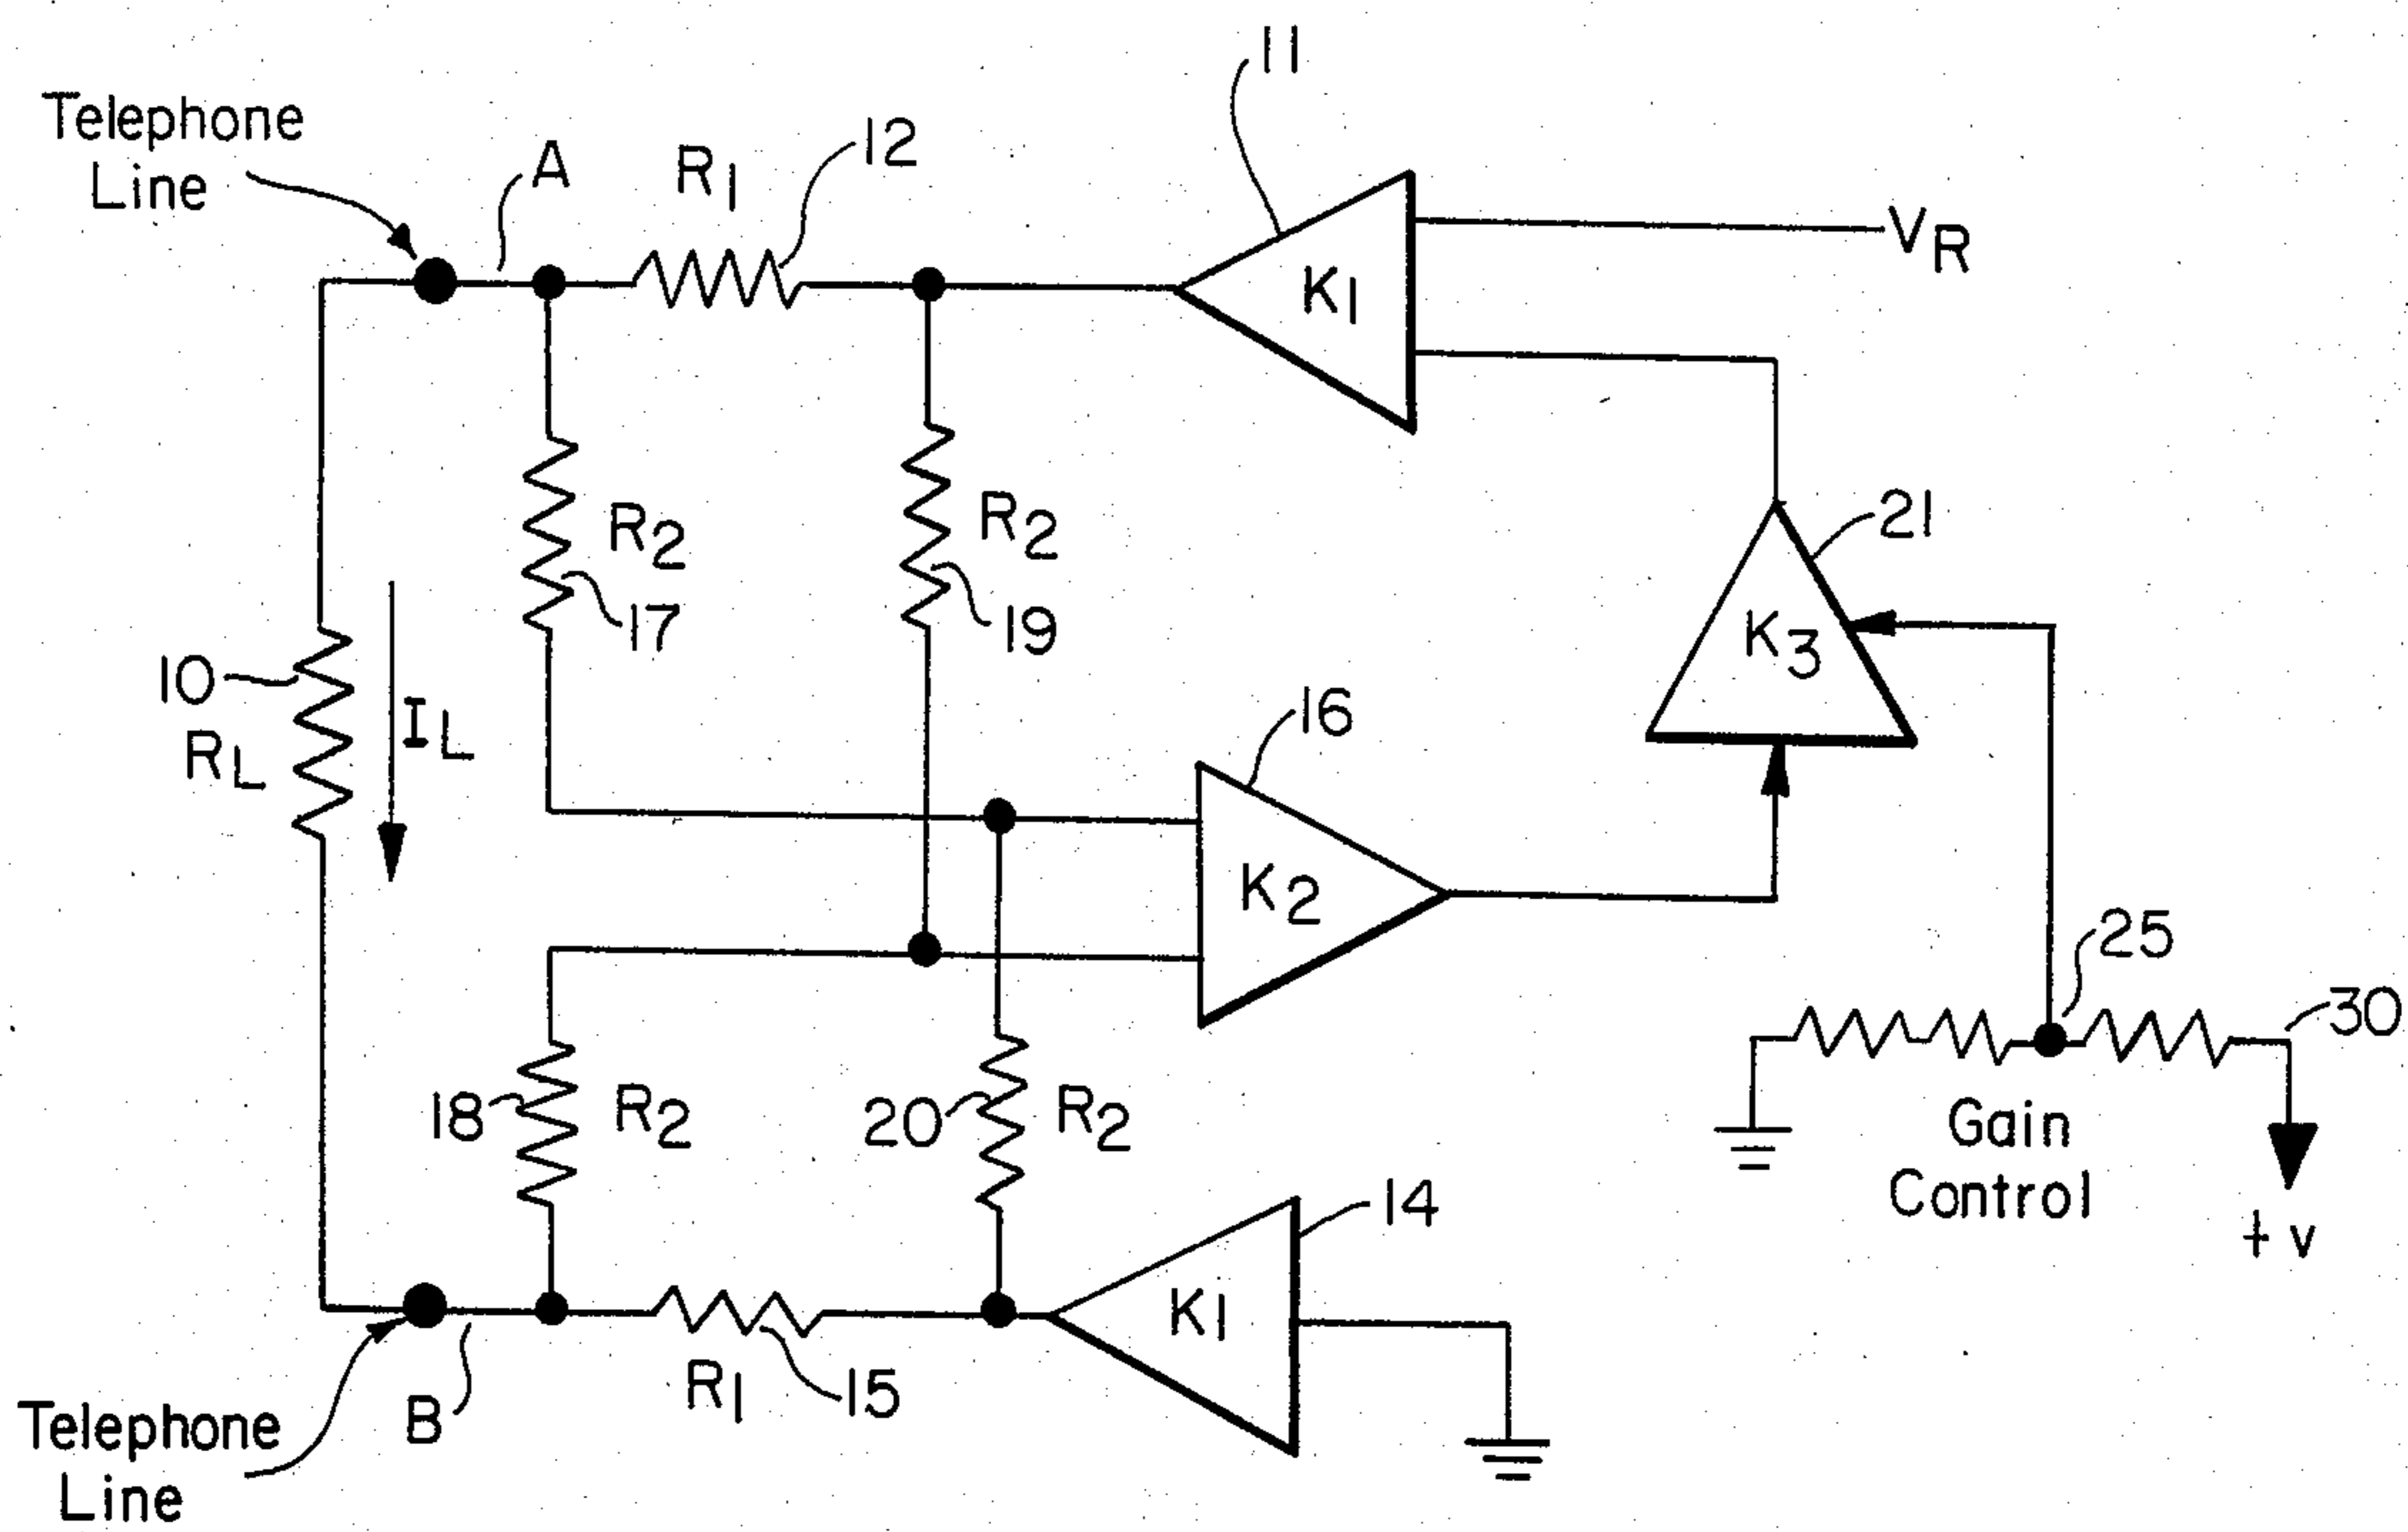 11
Telephone
Line
A
R1
12
VR
K1
R2
17
R2
19
21
K3
10
RL
IL
16
K2
25
30
18
R2
20
R2
Gain
Control
+v
14
K1
R1
15
B
Telephone
Line